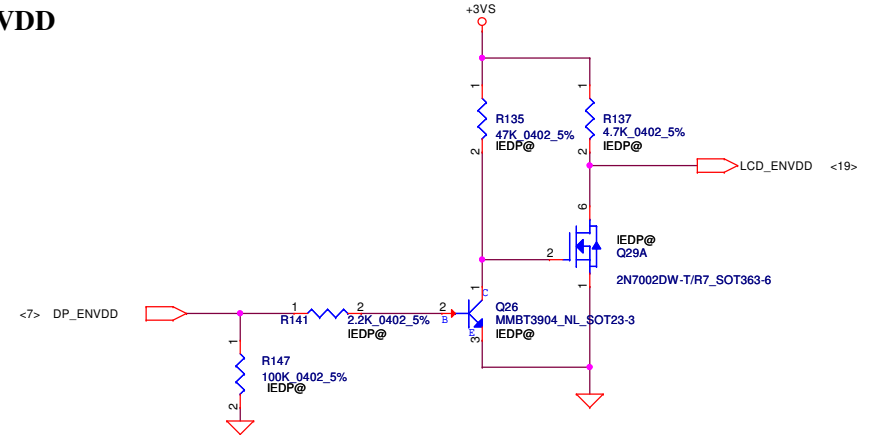 VDD
+3VS
1
R135
47K_0402_5%
IEDP@
2
1
R137
4.7K_0402_5%
IEDP@
2
LCD_ENVDD <19>
6
IEDP@
Q29A
2
2N7002DW-T/R7_SOT363-6
1
<7> DP_ENVDD
1
R141
2
2.2K_0402_5%
IEDP@
2
B
1
C
Q26
MMBT3904_NL_SOT23-3
IEDP@
E
3
1
R147
100K_0402_5%
IEDP@
2